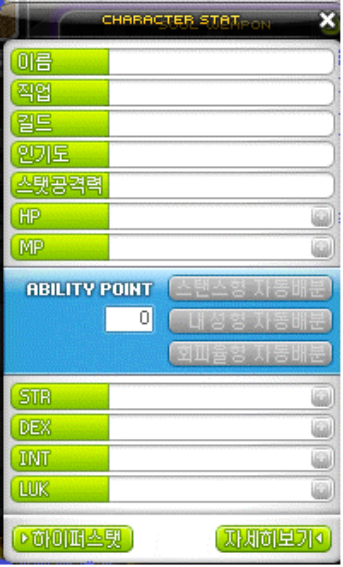 CHARACTER STAT
SOUL WEAPON
이름
직업
길드
인기도
스탯공격력
HP
MP
ABILITY POINT
스탠스형 자동배분
0
내성형 자동배분
회피율형 자동배분
STR
DEX
INT
LUK
하이퍼스탯
자세히보기